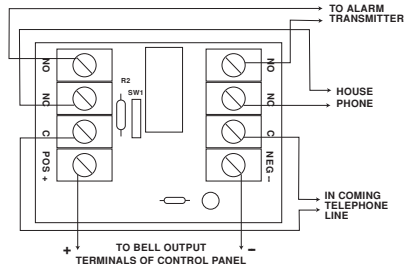 TO ALARM
TRANSMITTER
NO
NC
C
POS +
R2
SW1
NO
NC
C
NEG –
HOUSE
PHONE
IN COMING
TELEPHONE
LINE
+ TO BELL OUTPUT –
TERMINALS OF CONTROL PANEL